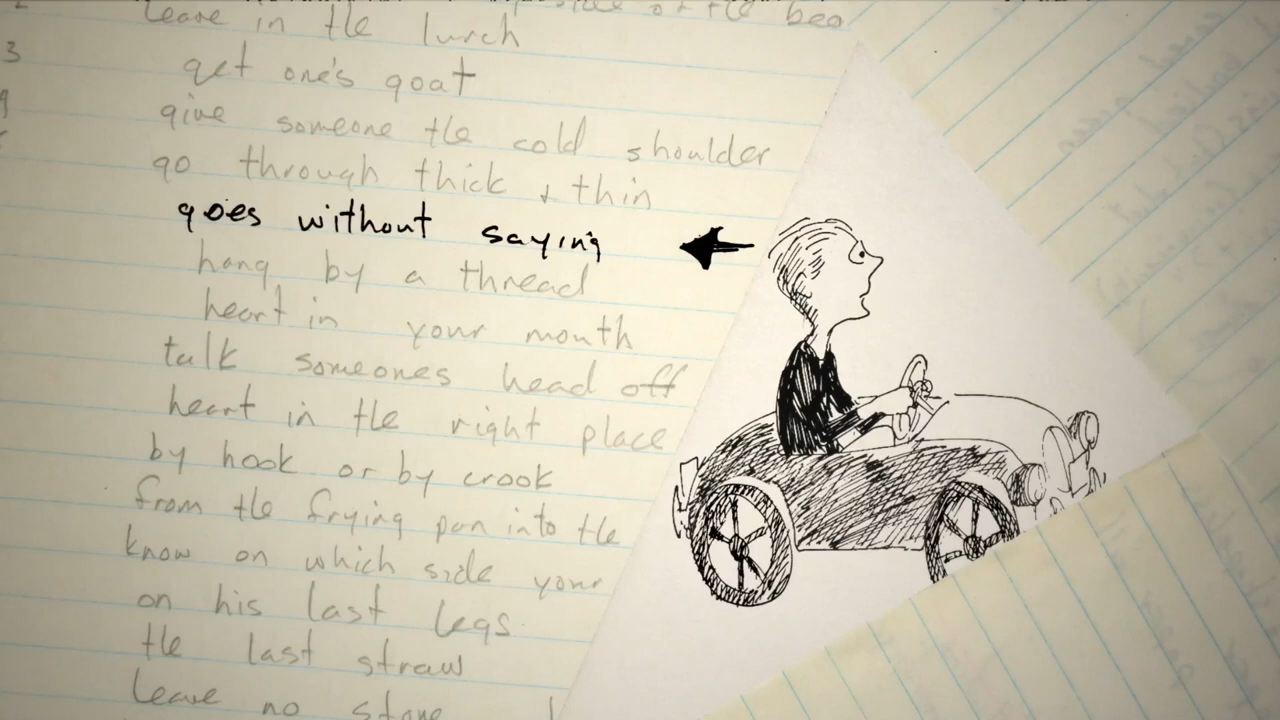 leave in the lurch
get one's goat
give someone the cold shoulder
go through thick + thin
goes without saying
hang by a thread
heart in your mouth
talk someones head off
heart in the right place
by hook or by crook
from the frying pan into the
know on which side your
on his last legs
the last straw
leave no stone